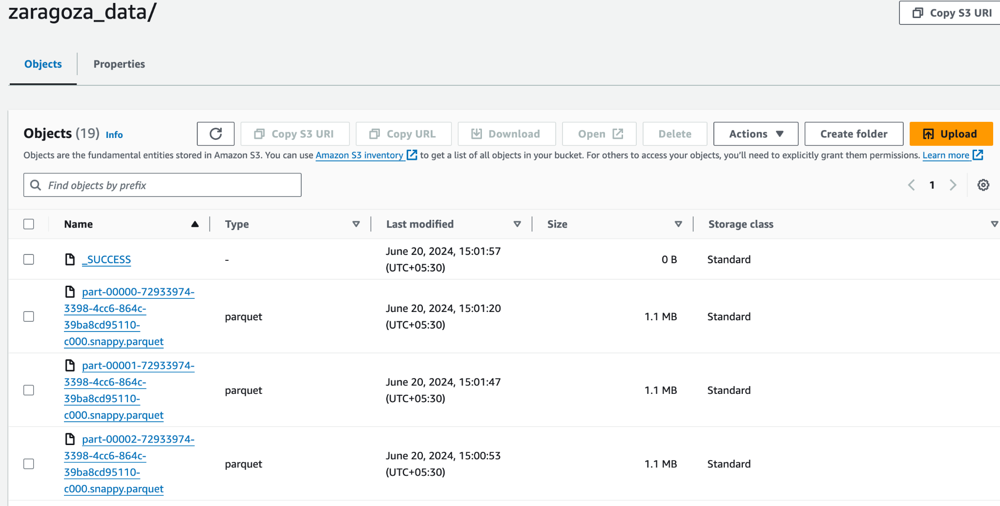 zaragoza_data/
Copy S3 URI
Objects
Properties
Objects (19) Info
Copy S3 URI
Copy URL
Download
Open
Delete
Actions
Create folder
Upload
Objects are the fundamental entities stored in Amazon S3. You can use Amazon S3 inventory to get a list of all objects in your bucket. For others to access your objects, you’ll need to explicitly grant them permissions. Learn more
Find objects by prefix
1
Name
Type
Last modified
Size
Storage class
_SUCCESS
-
June 20, 2024, 15:01:57
(UTC+05:30)
0 B
Standard
part-00000-72933974-
3398-4cc6-864c-
39ba8cd95110-
c000.snappy.parquet
parquet
June 20, 2024, 15:01:20
(UTC+05:30)
1.1 MB
Standard
part-00001-72933974-
3398-4cc6-864c-
39ba8cd95110-
c000.snappy.parquet
parquet
June 20, 2024, 15:01:47
(UTC+05:30)
1.1 MB
Standard
part-00002-72933974-
3398-4cc6-864c-
39ba8cd95110-
c000.snappy.parquet
parquet
June 20, 2024, 15:00:53
(UTC+05:30)
1.1 MB
Standard